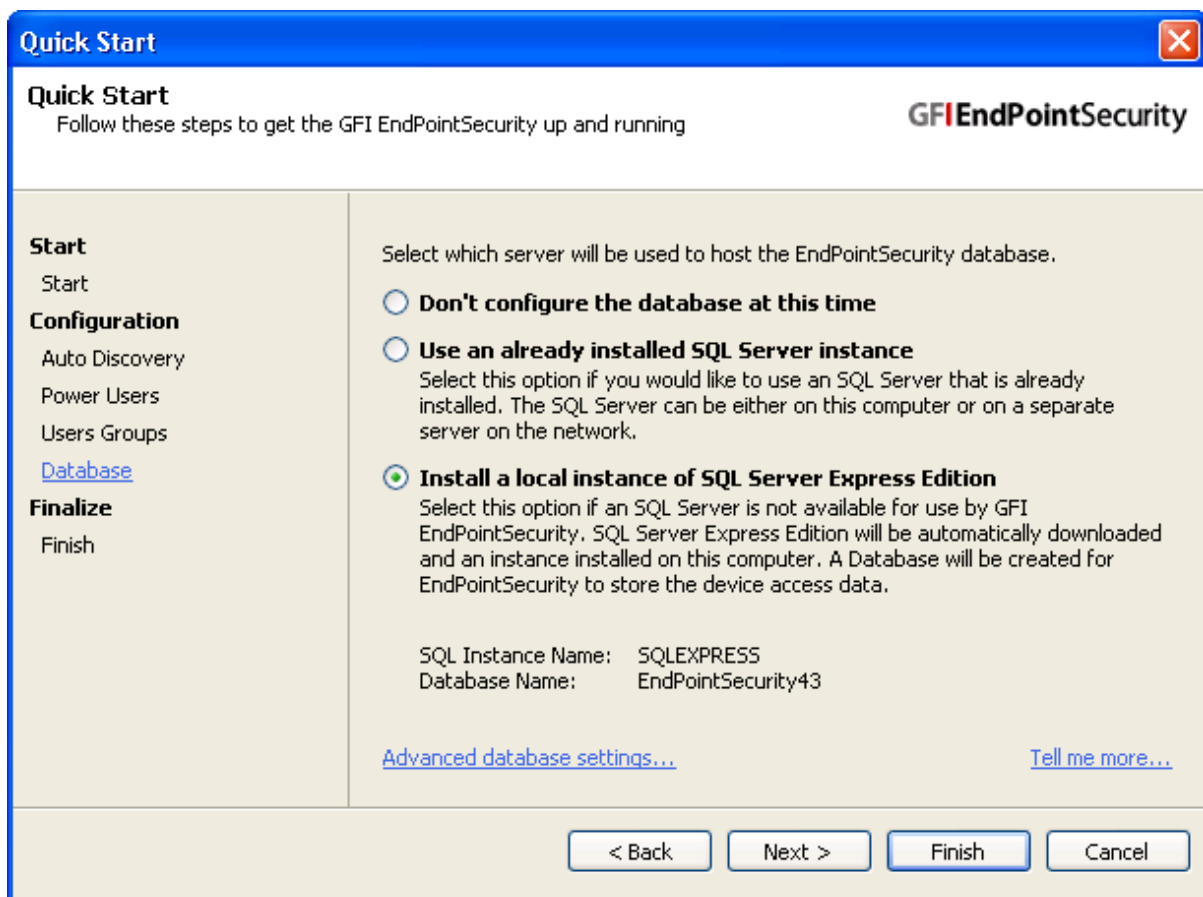 Quick Start
Quick Start
Follow these steps to get the GFI EndPointSecurity up and running
GFI EndPointSecurity
Start
Start
Configuration
Auto Discovery
Power Users
Users Groups
Database
Finalize
Finish
Select which server will be used to host the EndPointSecurity database.
Don't configure the database at this time
Use an already installed SQL Server instance
Select this option if you would like to use an SQL Server that is already
installed. The SQL Server can be either on this computer or on a separate
server on the network.
Install a local instance of SQL Server Express Edition
Select this option if an SQL Server is not available for use by GFI
EndPointSecurity. SQL Server Express Edition will be automatically downloaded
and an instance installed on this computer. A Database will be created for
EndPointSecurity to store the device access data.
SQL Instance Name: SQLEXPRESS
Database Name: EndPointSecurity43
Advanced database settings... Tell me more...
< Back Next > Finish Cancel